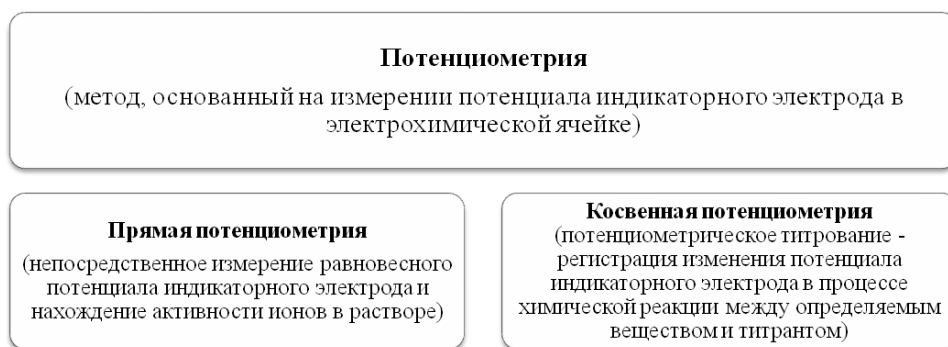 Потенциометрия
(метод, основанный на измерении потенциала индикаторного электрода в
электрохимической ячейке)
Прямая потенциометрия
(непосредственное измерение равновесного
потенциала индикаторного электрода и
нахождение активности ионов в растворе)
Косвенная потенциометрия
(потенциометрическое титрование -
регистрация изменения потенциала
индикаторного электрода в процессе
химической реакции между определяемым
веществом и титрантом)